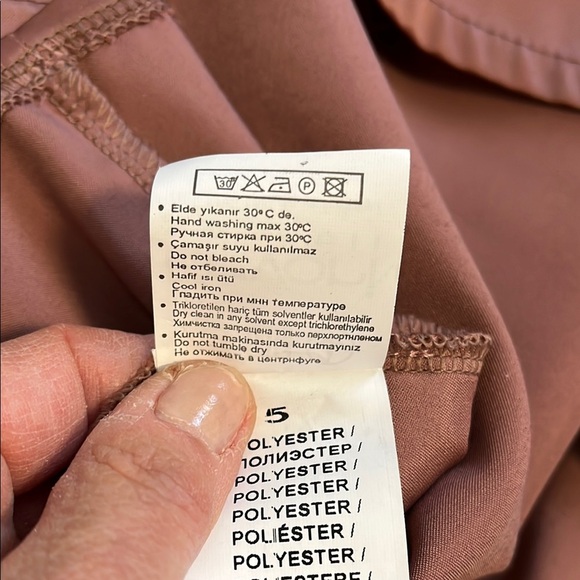 30 P
• Elde yıkanır 30°C de.
Hand washing max 30°C
Ручная стирка при 30°C
• Çamaşır suyu kullanılmaz
Do not bleach
Не отбеливать
• Hafif ısı ütü
Cool iron
Гладить при мнн температуре
• Trikloretilen hariç tüm solventler kullanılabilir
Dry clean in any solvent except trichlorethylene
Химчистка запрещена только перхлортнленом
• Kurutma makinasında kurutmayınız
Do not tumble dry
Не отжимать в центрнфуге
5
POLYESTER /
ПОЛИЭСТЕР /
POLYESTER /
POLYESTER /
POLYESTER /
POLIÉSTER /
POLYESTER /